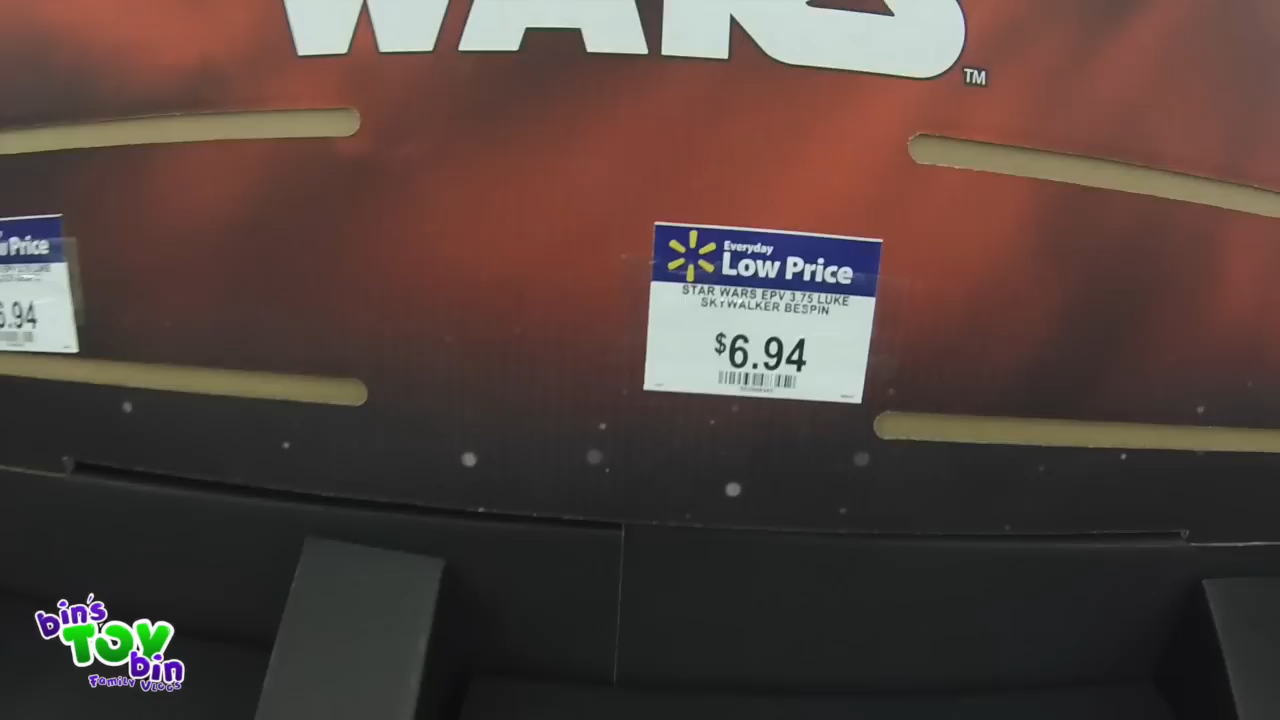 WARS
TM
Everyday
Low Price
STAR WARS EPV 3.75 LUKE
SKYWALKER BESPIN
$6.94
Price
6.94
bin's
TOY
bin
Family Vlogs